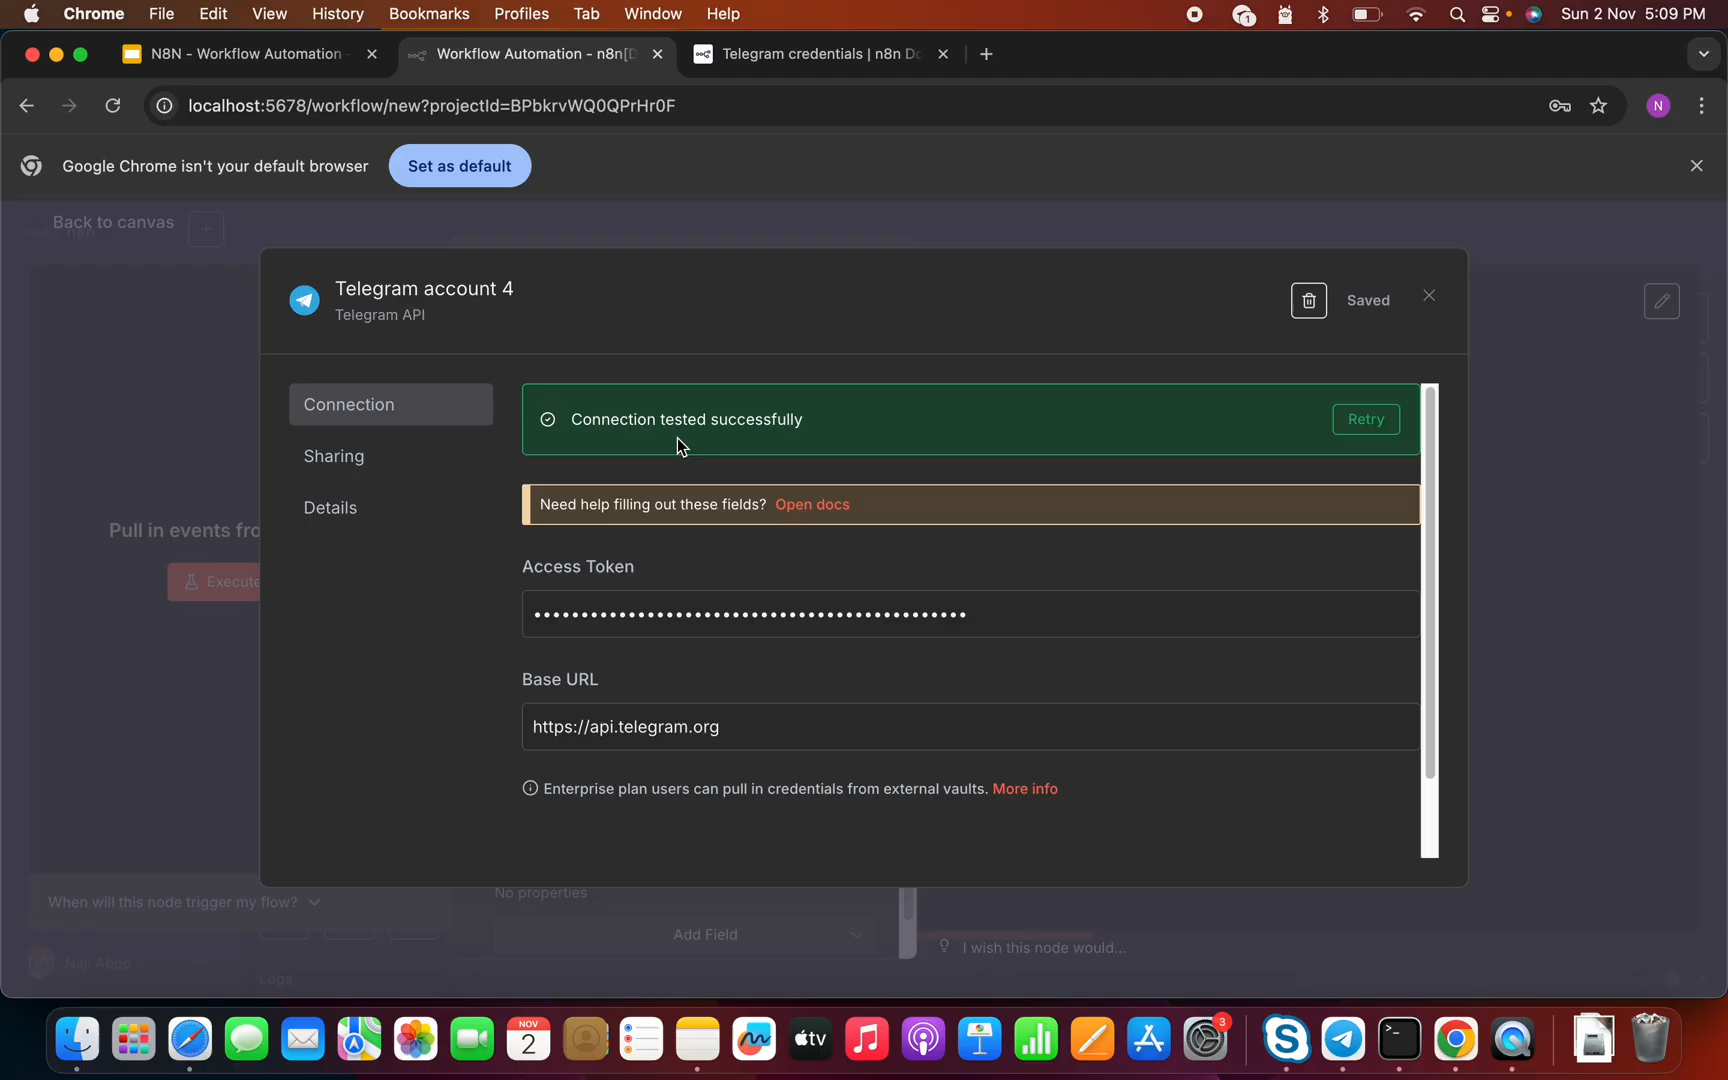 Chrome File Edit View History Bookmarks Profiles Tab Window Help
1
Sun 2 Nov 5:09 PM
N8N - Workflow Automation
Workflow Automation - n8n[D
Telegram credentials | n8n Do
localhost:5678/workflow/new?projectId=BPbkrvWQ0QPrHr0F
N
Google Chrome isn't your default browser
Set as default
Back to canvas
Telegram account 4
Telegram API
Saved
Connection
Sharing
Details
Connection tested successfully
Retry
Need help filling out these fields? Open docs
Access Token
Base URL
https://api.telegram.org
Enterprise plan users can pull in credentials from external vaults. More info
Pull in events fro
Execute
No properties
When will this node trigger my flow?
Add Field
I wish this node would...
Logs
NOV
2
tv
3